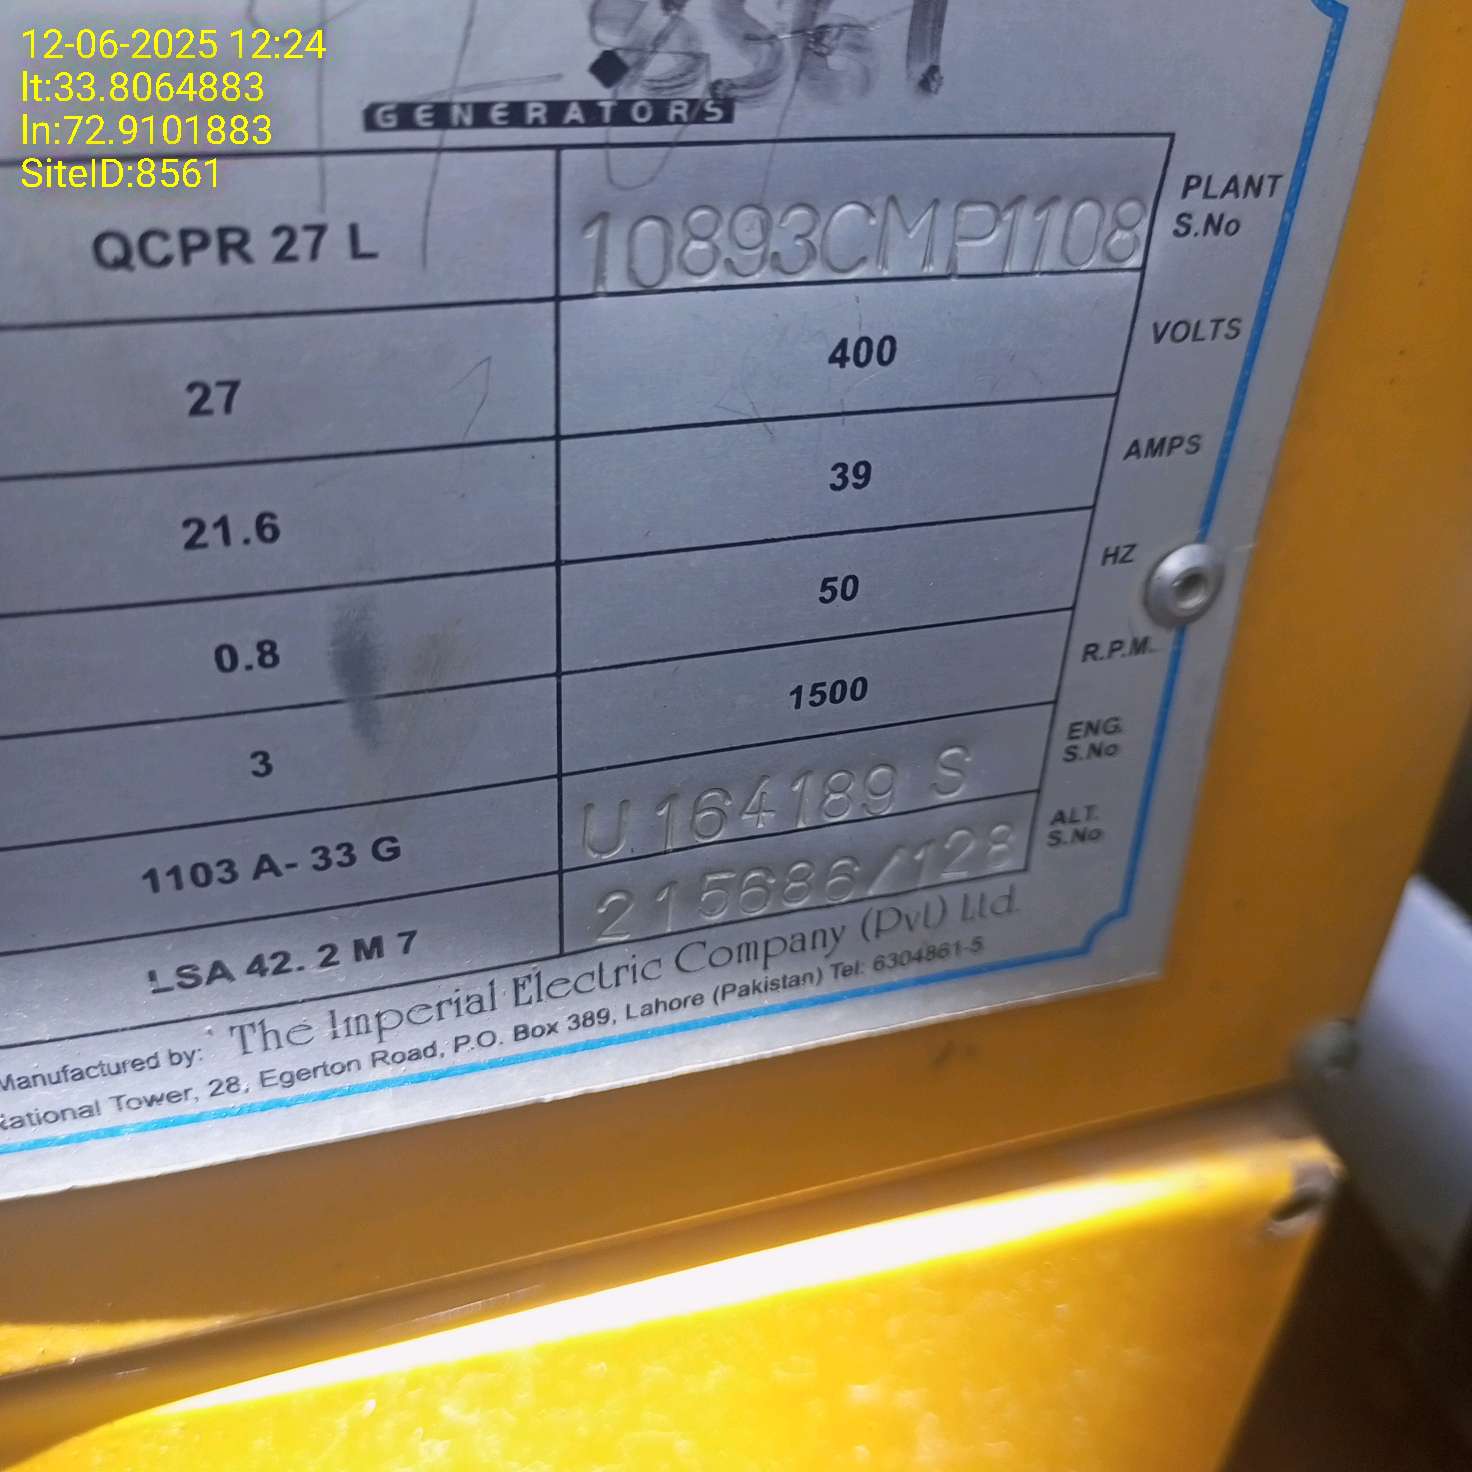 12-06-2025 12:24
lt:33.8064883
ln:72.9101883
SiteID:8561
GENERATORS
QCPR 27 L 10893CMP1108 PLANT S.No
27 400 VOLTS
21.6 39 AMPS
0.8 50 HZ
3 1500 R.P.M.
1103 A- 33 G U 164189 S ENG. S.No
LSA 42. 2 M 7 215686/128 ALT. S.No
Manufactured by: The Imperial Electric Company (Pvt) Ltd.
Tower, 28, Egerton Road, P.O. Box 389, Lahore (Pakistan) Tel: 6304861-5